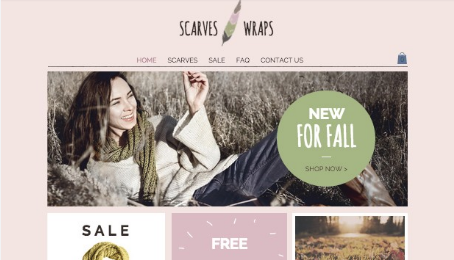 SCARVES WRAPS
HOME SCARVES SALE FAQ CONTACT US
NEW
FOR FALL
SHOP NOW >
SALE
FREE